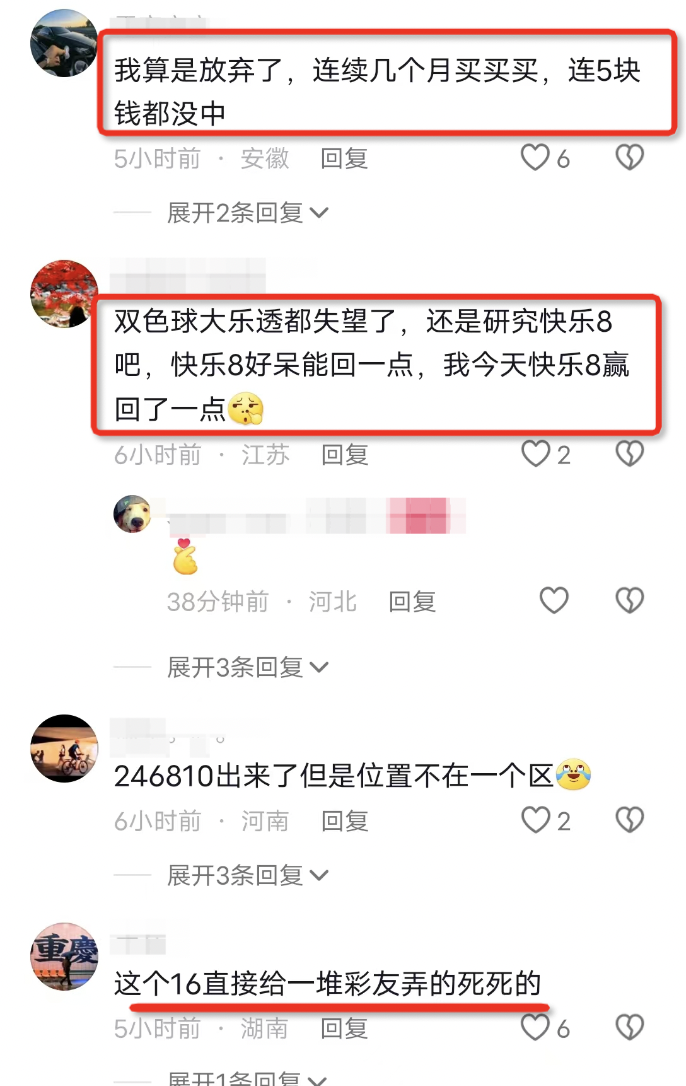 我算是放弃了，连续几个月买买买，连5块
钱都没中
5小时前 · 安徽 回复 6
展开2条回复
双色球大乐透都失望了，还是研究快乐8
吧，快乐8好呆能回一点，我今天快乐8赢
回了一点
6小时前 · 江苏 回复 2
38分钟前 · 河北 回复
展开3条回复
246810出来了但是位置不在一个区
6小时前 · 河南 回复 2
展开3条回复
重慶
这个16直接给一堆彩友弄的死死的
5小时前 · 湖南 回复 6
展开1条回复